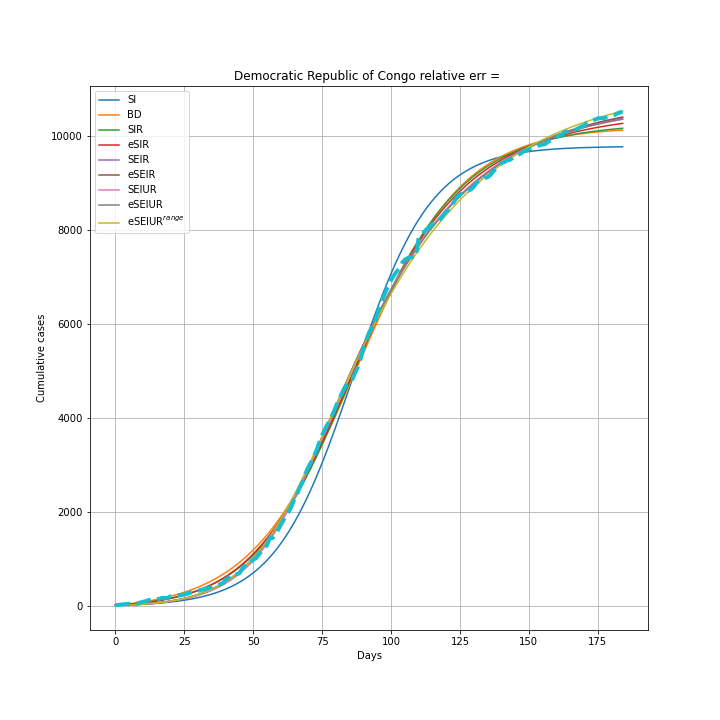 Democratic Republic of Congo relative err =
SI
BD
SIR
eSIR
SEIR
eSEIR
SEIUR
eSEIUR
eSEIUR^range
10000
8000
6000
4000
2000
0
Cumulative cases
0 25 50 75 100 125 150 175
Days